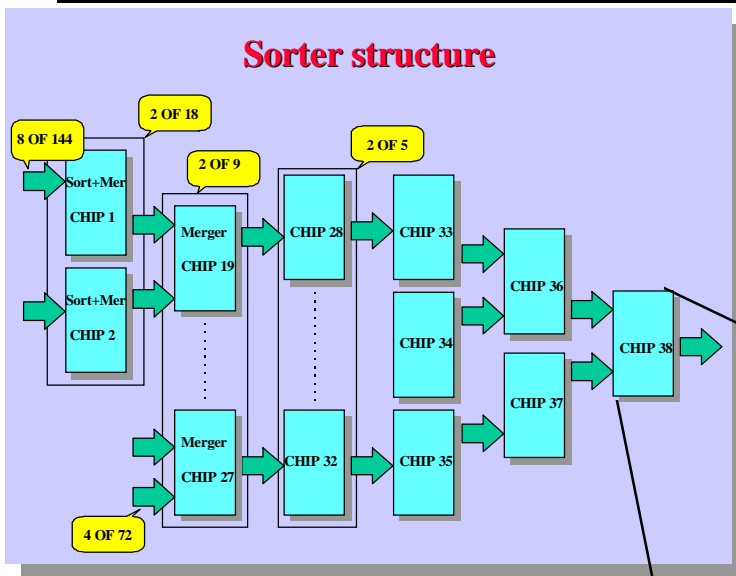 Sorter structure
2 OF 18
8 OF 144
2 OF 9
2 OF 5
Sort+Mer
CHIP 1
Merger
CHIP 19
CHIP 28
CHIP 33
Sort+Mer
CHIP 2
CHIP 36
CHIP 34
CHIP 38
Merger
CHIP 27
CHIP 32
CHIP 35
CHIP 37
4 OF 72